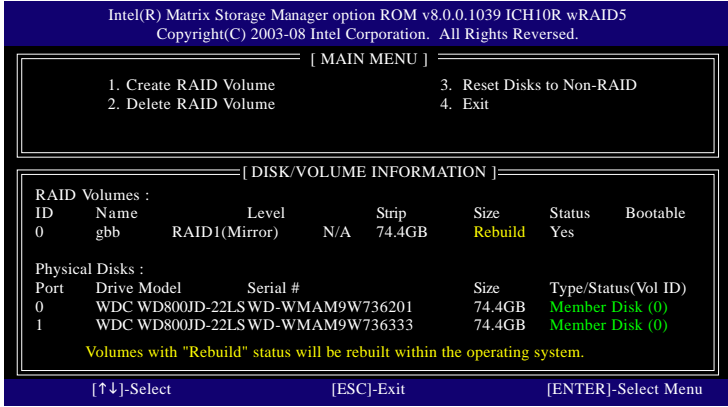 Intel(R) Matrix Storage Manager option ROM v8.0.0.1039 ICH10R wRAID5
Copyright(C) 2003-08 Intel Corporation. All Rights Reversed.
[ MAIN MENU ]
1. Create RAID Volume 3. Reset Disks to Non-RAID
2. Delete RAID Volume 4. Exit
[ DISK/VOLUME INFORMATION ]
RAID Volumes :
ID Name Level Strip Size Status Bootable
0 gbb RAID1(Mirror) N/A 74.4GB Rebuild Yes
Physical Disks :
Port Drive Model Serial # Size Type/Status(Vol ID)
0 WDC WD800JD-22LS WD-WMAM9W736201 74.4GB Member Disk (0)
1 WDC WD800JD-22LS WD-WMAM9W736333 74.4GB Member Disk (0)
Volumes with "Rebuild" status will be rebuilt within the operating system.
[↑↓]-Select [ESC]-Exit [ENTER]-Select Menu